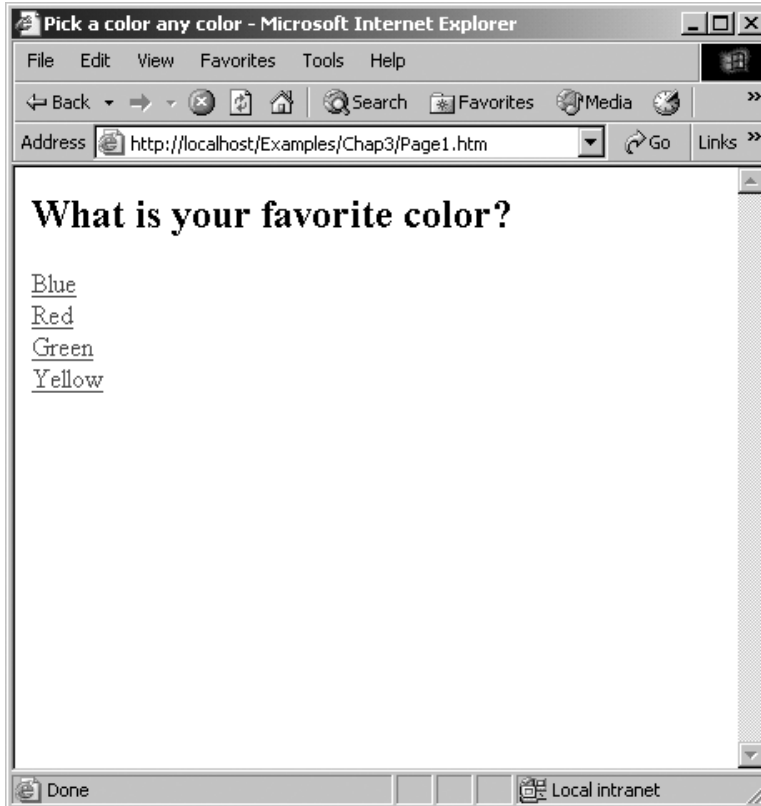 Pick a color any color - Microsoft Internet Explorer
File Edit View Favorites Tools Help
Back Search Favorites Media »
Address http://localhost/Examples/Chap3/Page1.htm Go Links »
What is your favorite color?
Blue
Red
Green
Yellow
Done Local intranet